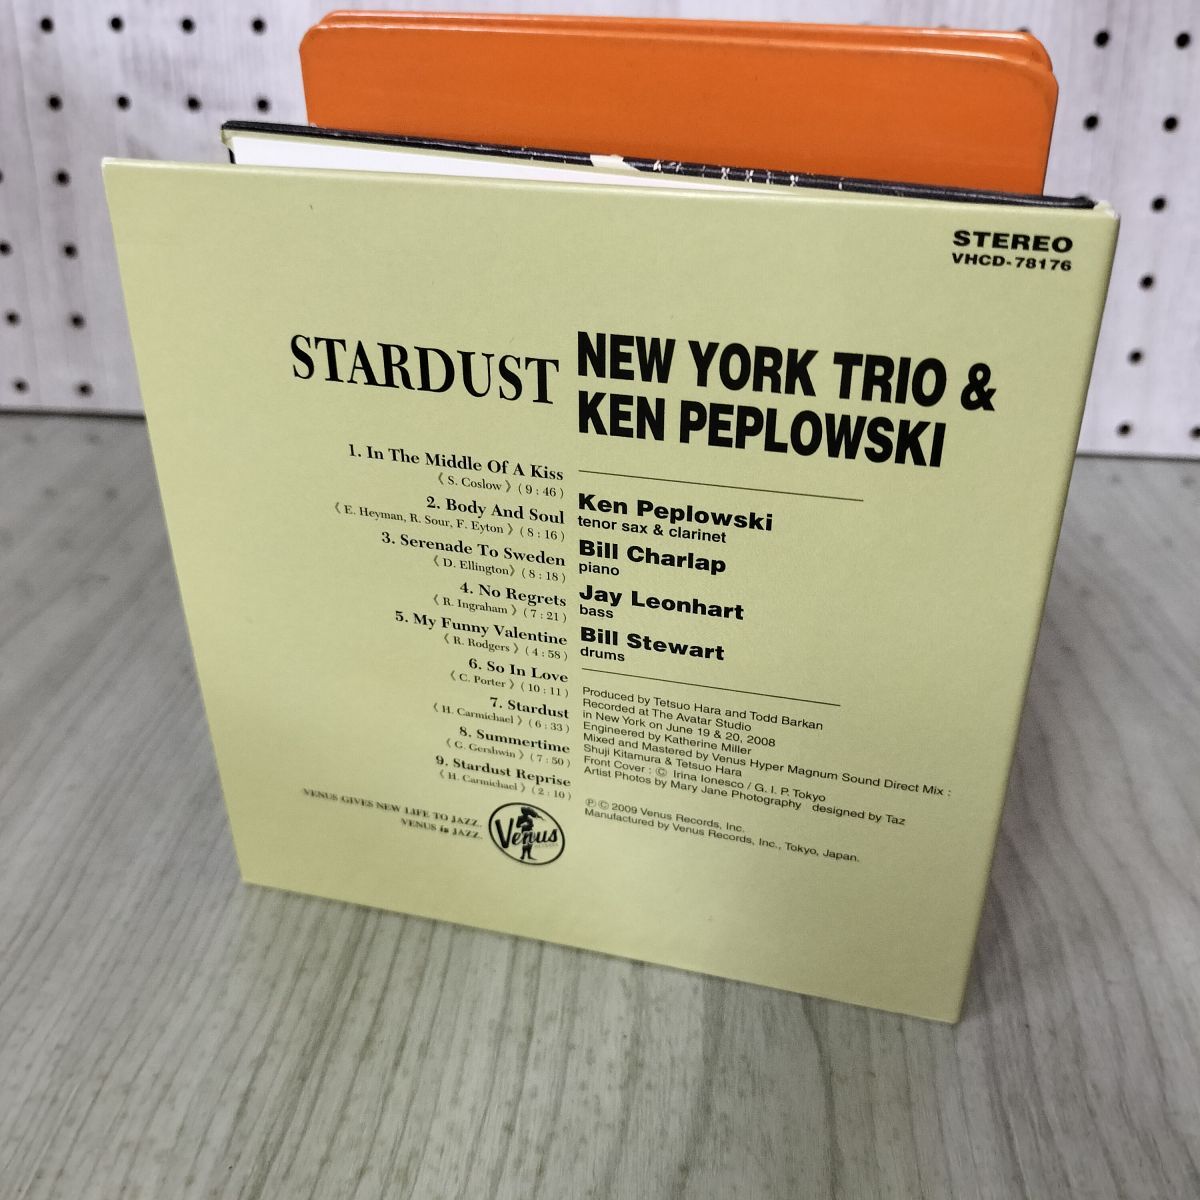 STEREO
VHCD-78176
STARDUST
NEW YORK TRIO &
KEN PEPLOWSKI
1. In The Middle Of A Kiss
《 S. Coslow 》( 9 : 46 )
2. Body And Soul
《 E. Heyman, R. Sour, F. Eyton 》( 8 : 16 )
3. Serenade To Sweden
《 D. Ellington》( 8 : 18 )
4. No Regrets
《 R. Ingraham 》( 7 : 21 )
5. My Funny Valentine
《 R. Rodgers 》( 4 : 58 )
6. So In Love
《 C. Porter 》( 10 : 11 )
7. Stardust
《 H. Carmichael 》( 6 : 33 )
8. Summertime
《 G. Gershwin 》( 7 : 50 )
9. Stardust Reprise
《 H. Carmichael 》( 2 : 10 )
VENUS GIVES NEW LIFE TO JAZZ.
VENUS is JAZZ.
Venus
Ken Peplowski
tenor sax & clarinet
Bill Charlap
piano
Jay Leonhart
bass
Bill Stewart
drums
Produced by Tetsuo Hara and Todd Barkan
Recorded at The Avatar Studio
in New York on June 19 & 20, 2008
Engineered by Katherine Miller
Mixed and Mastered by Venus Hyper Magnum Sound Direct Mix :
Shuji Kitamura & Tetsuo Hara
Front Cover : © Irina Ionesco / G. I. P. Tokyo
Artist Photos by Mary Jane Photography designed by Taz
℗ © 2009 Venus Records, Inc.
Manufactured by Venus Records, Inc., Tokyo, Japan.